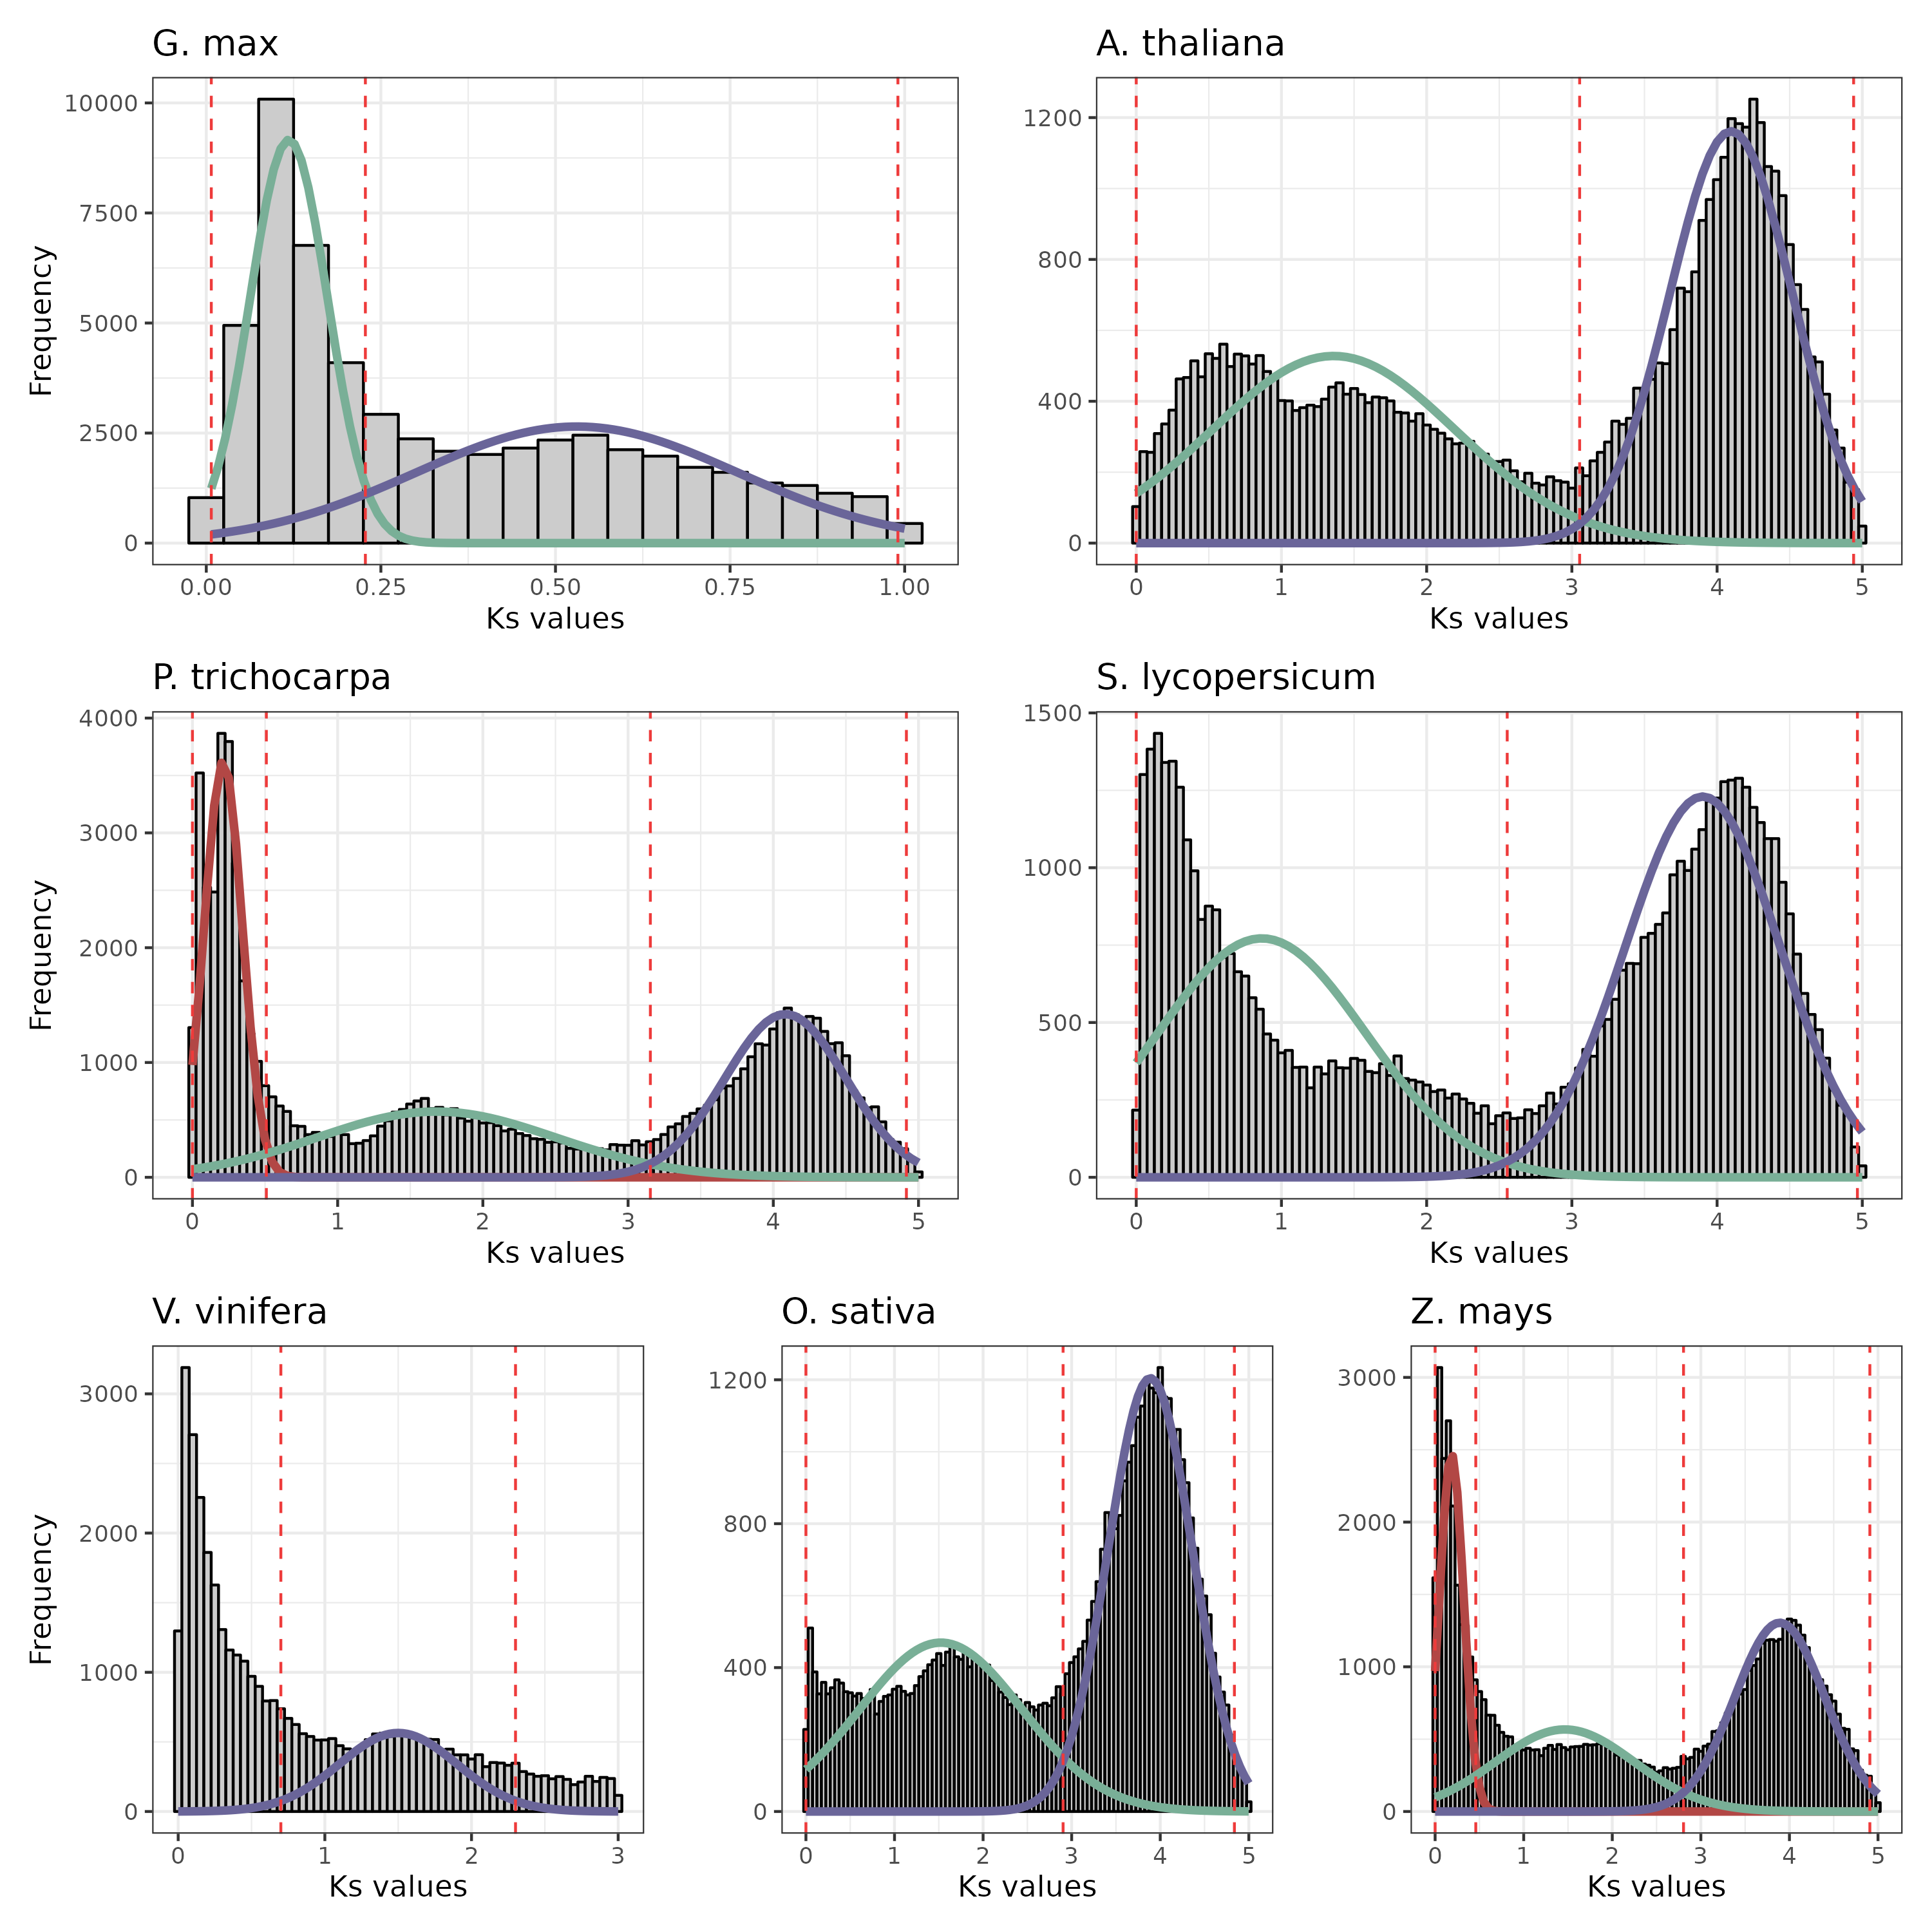 G. max
A. thaliana
10000
7500
5000
2500
0
Frequency
0.00 0.25 0.50 0.75 1.00
Ks values
1200
800
400
0
0 1 2 3 4 5
Ks values
P. trichocarpa
S. lycopersicum
4000
3000
2000
1000
0
Frequency
0 1 2 3 4 5
Ks values
1500
1000
500
0
0 1 2 3 4 5
Ks values
V. vinifera
O. sativa
Z. mays
3000
2000
1000
0
Frequency
0 1 2 3
Ks values
1200
800
400
0
0 1 2 3 4 5
Ks values
3000
2000
1000
0
0 1 2 3 4 5
Ks values